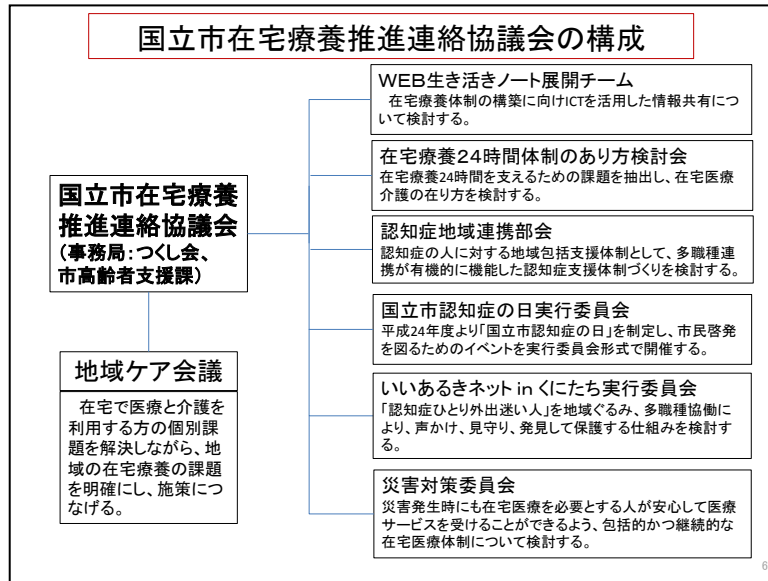 国立市在宅療養推進連絡協議会の構成
国立市在宅療養
推進連絡協議会
(事務局:つくし会、
市高齢者支援課)
地域ケア会議
在宅で医療と介護を
利用する方の個別課
題を解決しながら、地
域の在宅療養の課題
を明確にし、施策につ
なげる。
WEB生き活きノート展開チーム
在宅療養体制の構築に向けICTを活用した情報共有につ
いて検討する。
在宅療養24時間体制のあり方検討会
在宅療養24時間を支えるための課題を抽出し、在宅医療
介護の在り方を検討する。
認知症地域連携部会
認知症の人に対する地域包括支援体制として、多職種連
携が有機的に機能した認知症支援体制づくりを検討する。
国立市認知症の日実行委員会
平成24年度より「国立市認知症の日」を制定し、市民啓発
を図るためのイベントを実行委員会形式で開催する。
いいあるきネット in くにたち実行委員会
「認知症ひとり外出迷い人」を地域ぐるみ、多職種協働に
より、声かけ、見守り、発見して保護する仕組みを検討す
る。
災害対策委員会
災害発生時にも在宅医療を必要とする人が安心して医療
サービスを受けることができるよう、包括的かつ継続的な
在宅医療体制について検討する。
6